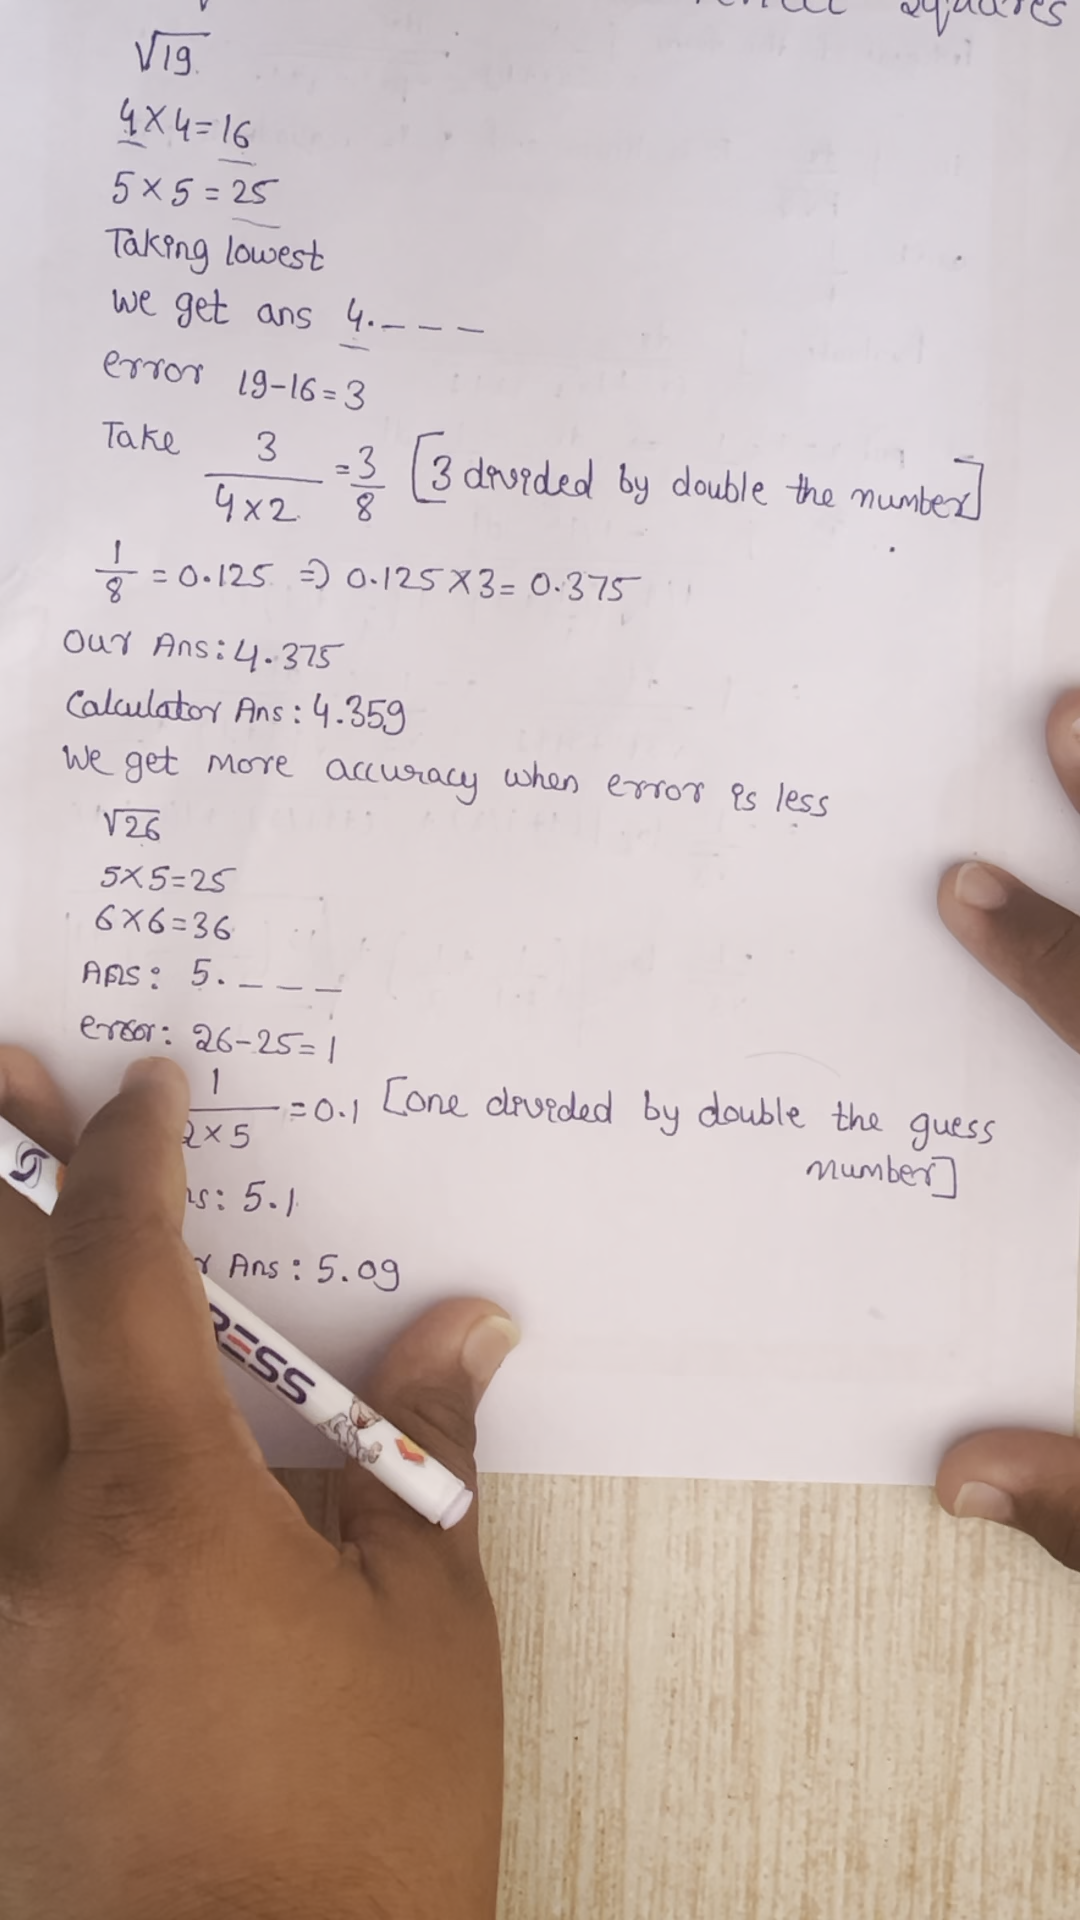 squares
√19.
4×4=16
5×5=25
Taking lowest
we get ans 4.___
error 19-16=3
Take 3/4×2 =3/8 [3 divided by double the number]
1/8 =0.125 ⇒ 0.125×3= 0.375
Our Ans: 4.375
Calculator Ans: 4.359
We get more accuracy when error is less
√26
5×5=25
6×6=36
Ans: 5.___
error: 26-25=1
1/2×5 =0.1 [one divided by double the guess
number]
ns: 5.1
r Ans: 5.09
RESS